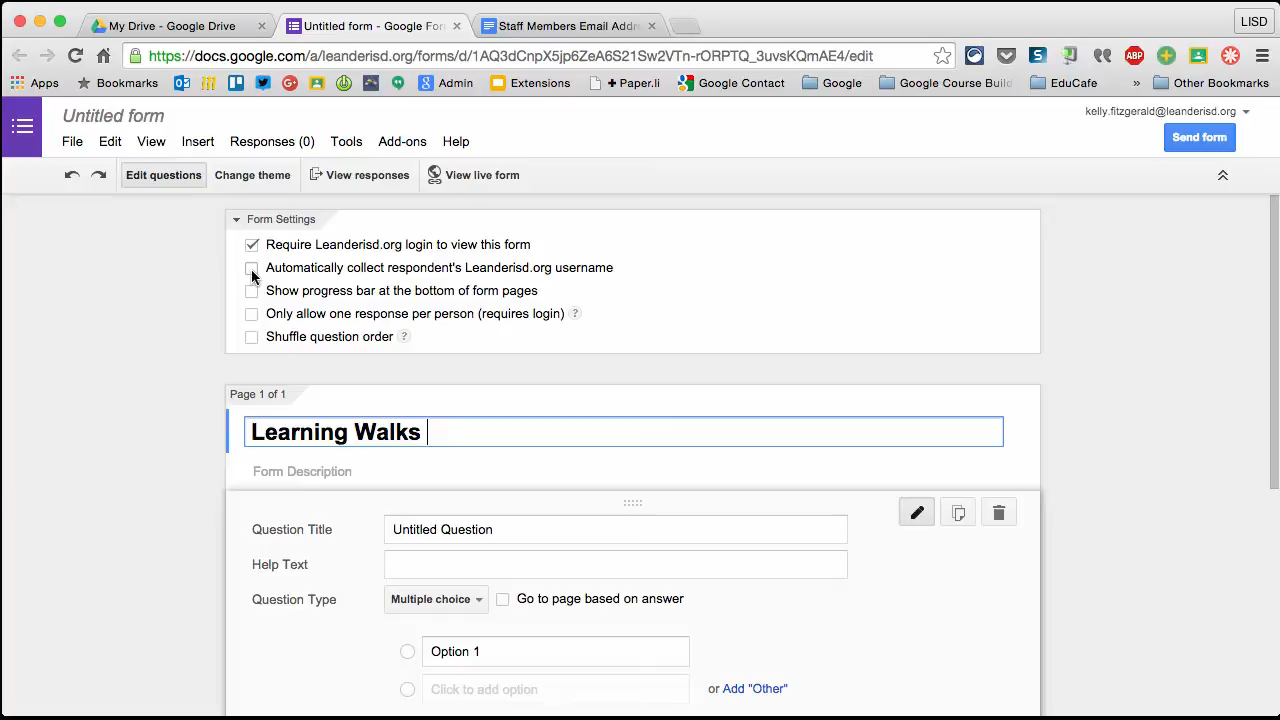 My Drive - Google Drive
Untitled form - Google For
Staff Members Email Addre
LISD
https://docs.google.com/a/leanderisd.org/forms/d/1AQ3dCnpX5jp6ZeA6S21Sw2VTn-rORPTQ_3uvsKQmAE4/edit
ABP
Apps Bookmarks Admin Extensions + Paper.li Google Contact Google Google Course Build EduCafe » Other Bookmarks
Untitled form
kelly.fitzgerald@leanderisd.org
File Edit View Insert Responses (0) Tools Add-ons Help
Send form
Edit questions Change theme View responses View live form
Form Settings
Require Leanderisd.org login to view this form
Automatically collect respondent's Leanderisd.org username
Show progress bar at the bottom of form pages
Only allow one response per person (requires login) ?
Shuffle question order ?
Page 1 of 1
Learning Walks
Form Description
Question Title Untitled Question
Help Text
Question Type Multiple choice Go to page based on answer
Option 1
Click to add option or Add "Other"